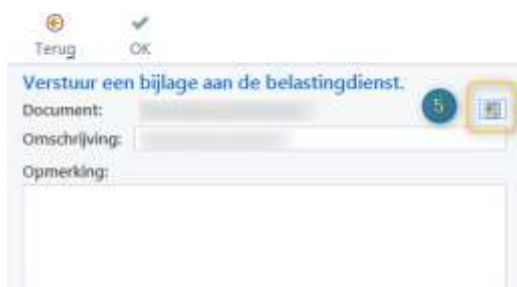 Terug OK
Verstuur een bijlage aan de belastingdienst.
Document: 5
Omschrijving:
Opmerking: